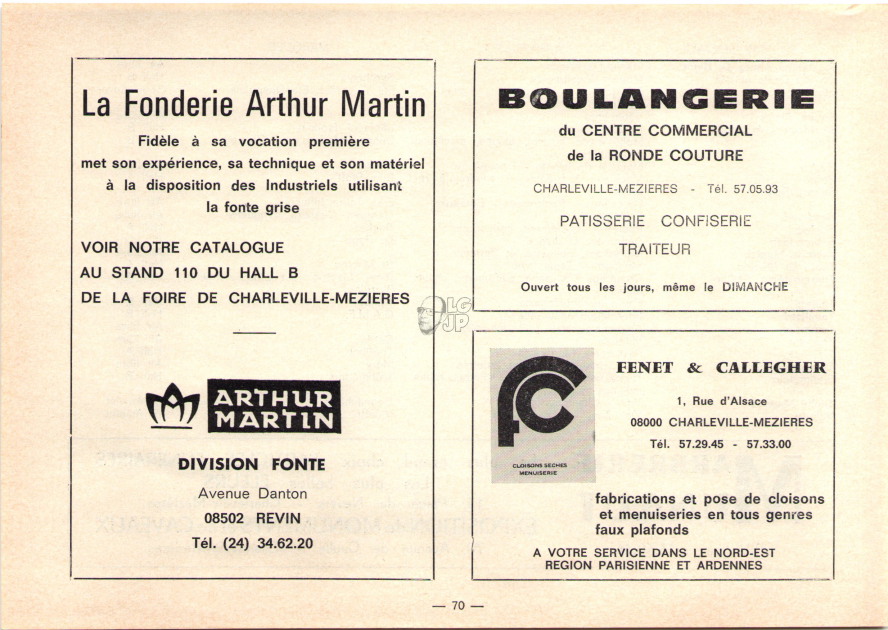 La Fonderie Arthur Martin
Fidèle à sa vocation première
met son expérience, sa technique et son matériel
à la disposition des Industriels utilisant
la fonte grise
VOIR NOTRE CATALOGUE
AU STAND 110 DU HALL B
DE LA FOIRE DE CHARLEVILLE-MEZIERES
ARTHUR
MARTIN
DIVISION FONTE
Avenue Danton
08502 REVIN
Tél. (24) 34.62.20
BOULANGERIE
du CENTRE COMMERCIAL
de la RONDE COUTURE
CHARLEVILLE-MEZIERES - Tél. 57.05.93
PATISSERIE CONFISERIE
TRAITEUR
Ouvert tous les jours, même le DIMANCHE
LG
JP
FC
CLOISONS SECHES
MENUISERIE
FENET & CALLEGHER
1, Rue d'Alsace
08000 CHARLEVILLE-MEZIERES
Tél. 57.29.45 - 57.33.00
fabrications et pose de cloisons
et menuiseries en tous genres
faux plafonds
A VOTRE SERVICE DANS LE NORD-EST
REGION PARISIENNE ET ARDENNES
— 70 —